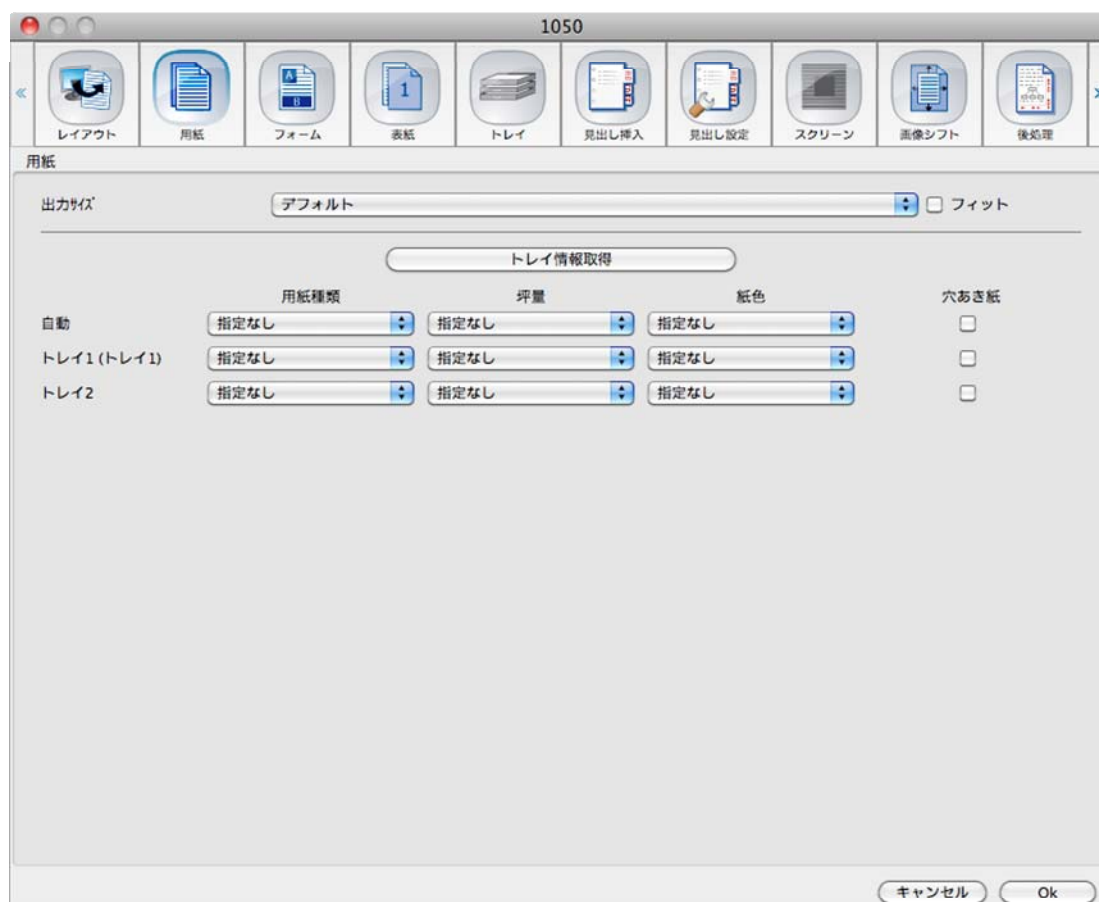 1050
«
レイアウト 用紙 フォーム 表紙 トレイ 見出し挿入 見出し設定 スクリーン 画像シフト 後処理
用紙
出力ｻｲｽﾞ デフォルト フィット
トレイ情報取得
用紙種類 坪量 紙色 穴あき紙
自動 指定なし 指定なし 指定なし
トレイ1 (トレイ1) 指定なし 指定なし 指定なし
トレイ2 指定なし 指定なし 指定なし
キャンセル Ok